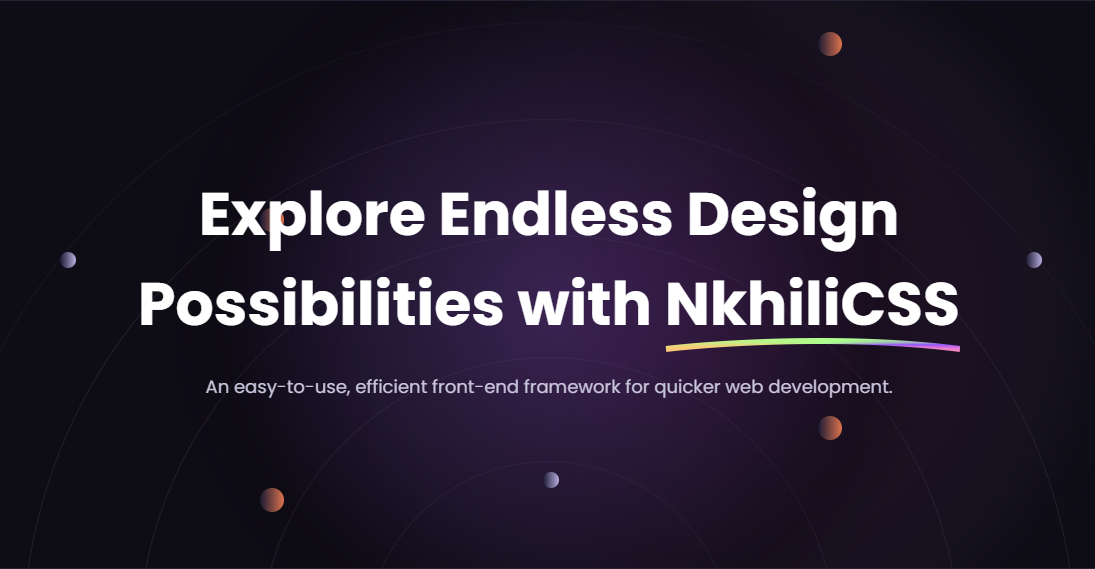 Explore Endless Design
Possibilities with NkhiliCSS
An easy-to-use, efficient front-end framework for quicker web development.